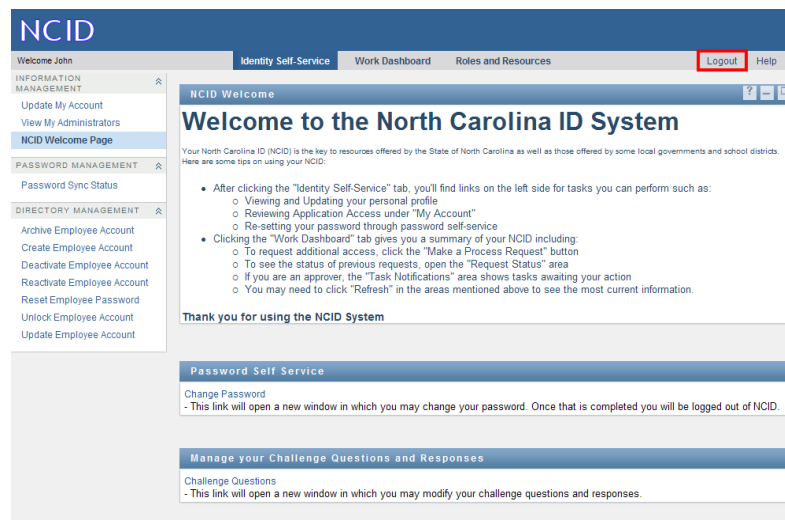 NCID
Welcome John
Identity Self-Service
Work Dashboard
Roles and Resources
Logout
Help
INFORMATION
MANAGEMENT
Update My Account
View My Administrators
NCID Welcome Page
PASSWORD MANAGEMENT
Password Sync Status
DIRECTORY MANAGEMENT
Archive Employee Account
Create Employee Account
Deactivate Employee Account
Reactivate Employee Account
Reset Employee Password
Unlock Employee Account
Update Employee Account
NCID Welcome
?
Welcome to the North Carolina ID System
Your North Carolina ID (NCID) is the key to resources offered by the State of North Carolina as well as those offered by some local governments and school districts.
Here are some tips on using your NCID:
• After clicking the "Identity Self-Service" tab, you'll find links on the left side for tasks you can perform such as:
o Viewing and Updating your personal profile
o Reviewing Application Access under "My Account"
o Re-setting your password through password self-service
• Clicking the "Work Dashboard" tab gives you a summary of your NCID including:
o To request additional access, click the "Make a Process Request" button
o To see the status of previous requests, open the "Request Status" area
o If you are an approver, the "Task Notifications" area shows tasks awaiting your action
o You may need to click "Refresh" in the areas mentioned above to see the most current information.
Thank you for using the NCID System
Password Self Service
Change Password
- This link will open a new window in which you may change your password. Once that is completed you will be logged out of NCID.
Manage your Challenge Questions and Responses
Challenge Questions
- This link will open a new window in which you may modify your challenge questions and responses.